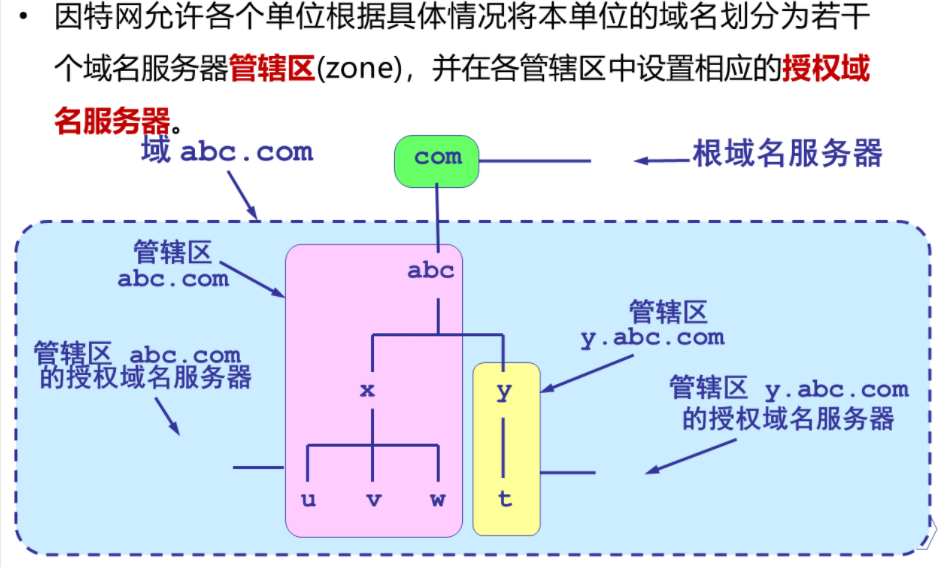 • 因特网允许各个单位根据具体情况将本单位的域名划分为若干
个域名服务器管辖区(zone)，并在各管辖区中设置相应的授权域
名服务器。
域 abc.com
com
根域名服务器
管辖区
abc.com
abc
管辖区
y.abc.com
管辖区 abc.com
的授权域名服务器
x
y
管辖区 y.abc.com
的授权域名服务器
u v w t